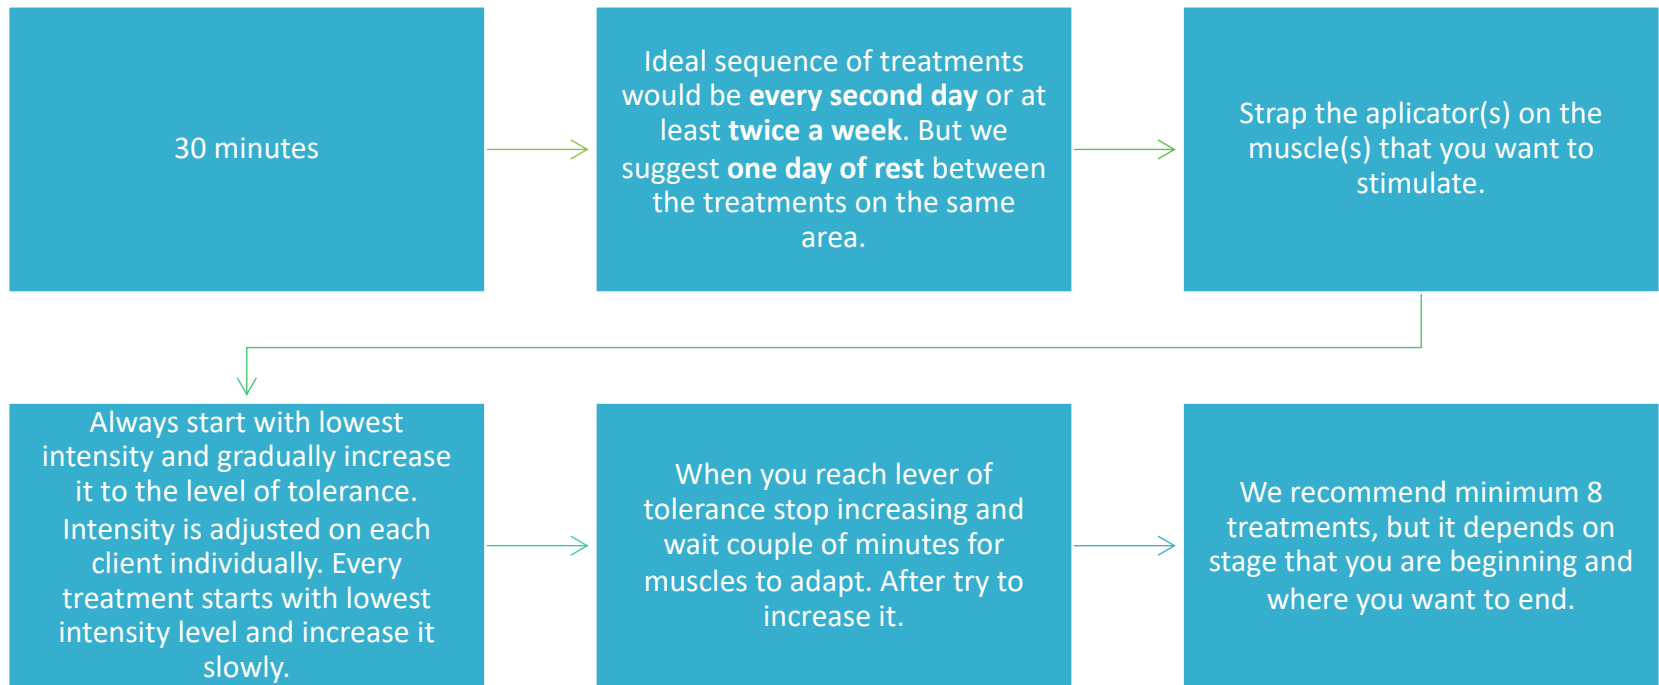 30 minutes
Ideal sequence of treatments
would be every second day or at
least twice a week. But we
suggest one day of rest between
the treatments on the same
area.
Strap the aplicator(s) on the
muscle(s) that you want to
stimulate.
Always start with lowest
intensity and gradually increase
it to the level of tolerance.
Intensity is adjusted on each
client individually. Every
treatment starts with lowest
intensity level and increase it
slowly.
When you reach lever of
tolerance stop increasing and
wait couple of minutes for
muscles to adapt. After try to
increase it.
We recommend minimum 8
treatments, but it depends on
stage that you are beginning and
where you want to end.